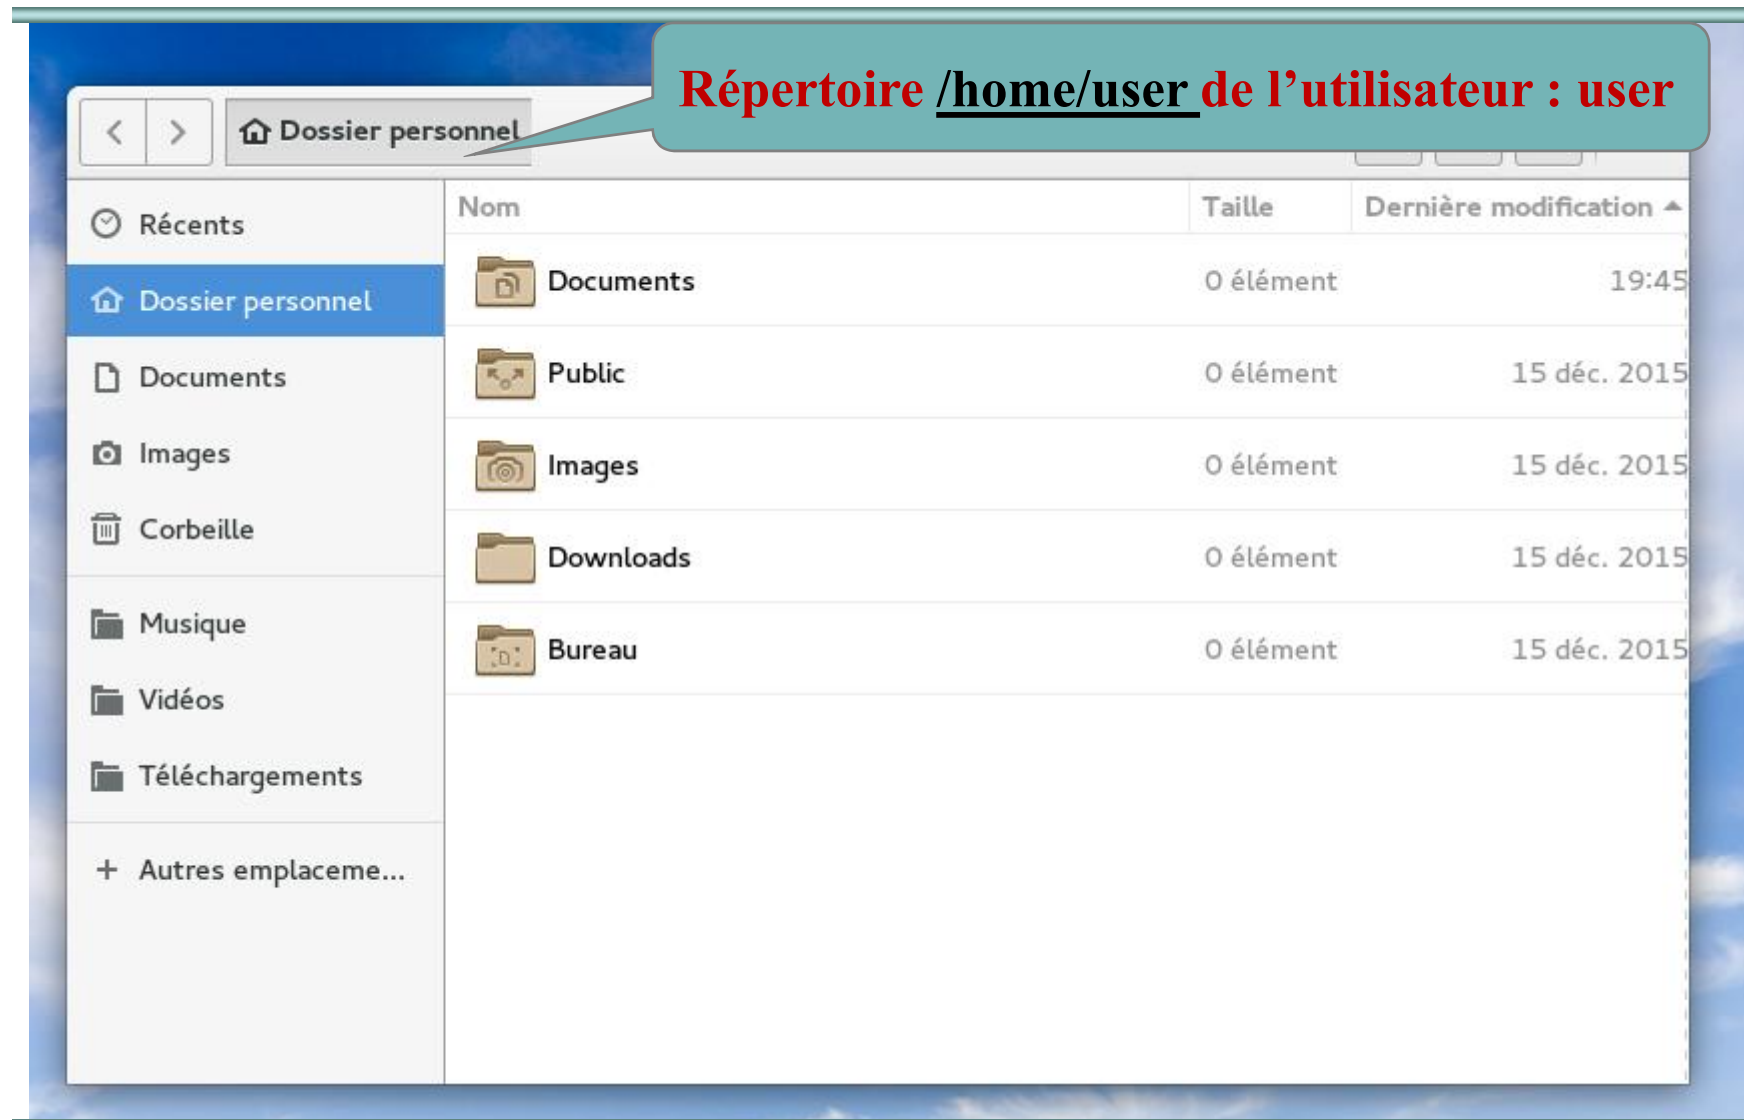 Répertoire /home/user de l’utilisateur : user
Dossier personnel
Nom Taille Dernière modification
Récents
Dossier personnel
Documents
Images
Corbeille
Musique
Vidéos
Téléchargements
+ Autres emplaceme...
Documents 0 élément 19:45
Public 0 élément 15 déc. 2015
Images 0 élément 15 déc. 2015
Downloads 0 élément 15 déc. 2015
Bureau 0 élément 15 déc. 2015